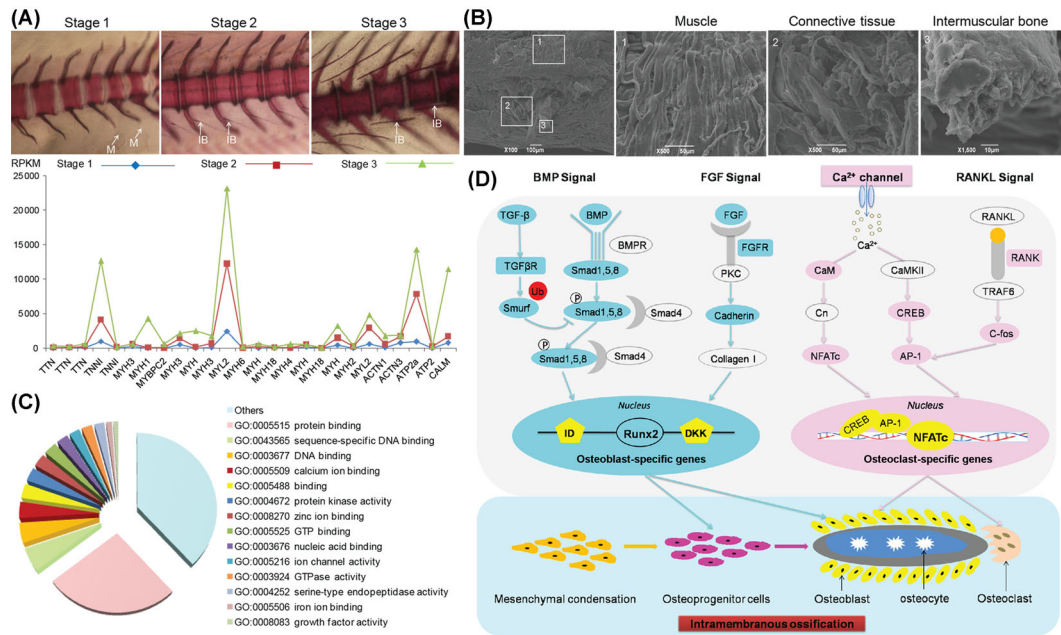 (A)
Stage 1
Stage 2
Stage 3
M
M
IB
IB
IB
IB
RPKM
Stage 1
Stage 2
Stage 3
25000
20000
15000
10000
5000
0
TTN
TTN
TTN
TNNI
TNNI
MYH3
MYH1
MYBPC2
MYH3
MYH
MYH3
MYL2
MYH6
MYH
MYH18
MYH4
MYH
MYH18
MYH
MYH
MYL2
ACTN1
ACTN3
ATP2a
ATP2
CALM
(B)
Muscle
Connective tissue
Intermuscular bone
1
2
3
X100 100μm
1
X500 50μm
2
X500 50μm
3
X1,500 10μm
(C)
Others
GO:0005515 protein binding
GO:0043565 sequence-specific DNA binding
GO:0003677 DNA binding
GO:0005509 calcium ion binding
GO:0005488 binding
GO:0004672 protein kinase activity
GO:0008270 zinc ion binding
GO:0005525 GTP binding
GO:0003676 nucleic acid binding
GO:0005216 ion channel activity
GO:0003924 GTPase activity
GO:0004252 serine-type endopeptidase activity
GO:0005506 iron ion binding
GO:0008083 growth factor activity
(D)
BMP Signal
FGF Signal
Ca²⁺ channel
RANKL Signal
TGF-β
BMP
BMPR
TGFβR
Smad1,5,8
Ub
Smurf
P
Smad1,5,8
Smad4
P
Smad1,5,8
Smad4
FGF
FGFR
PKC
Cadherin
Collagen I
Ca²⁺
CaM
CaMKII
Cn
CREB
NFATc
AP-1
RANKL
RANK
TRAF6
C-fos
Nucleus
ID
Runx2
DKK
Osteoblast-specific genes
Nucleus
CREB
AP-1
NFATc
Osteoclast-specific genes
Mesenchymal condensation
Osteoprogenitor cells
Osteoblast
osteocyte
Osteoclast
Intramembranous ossification